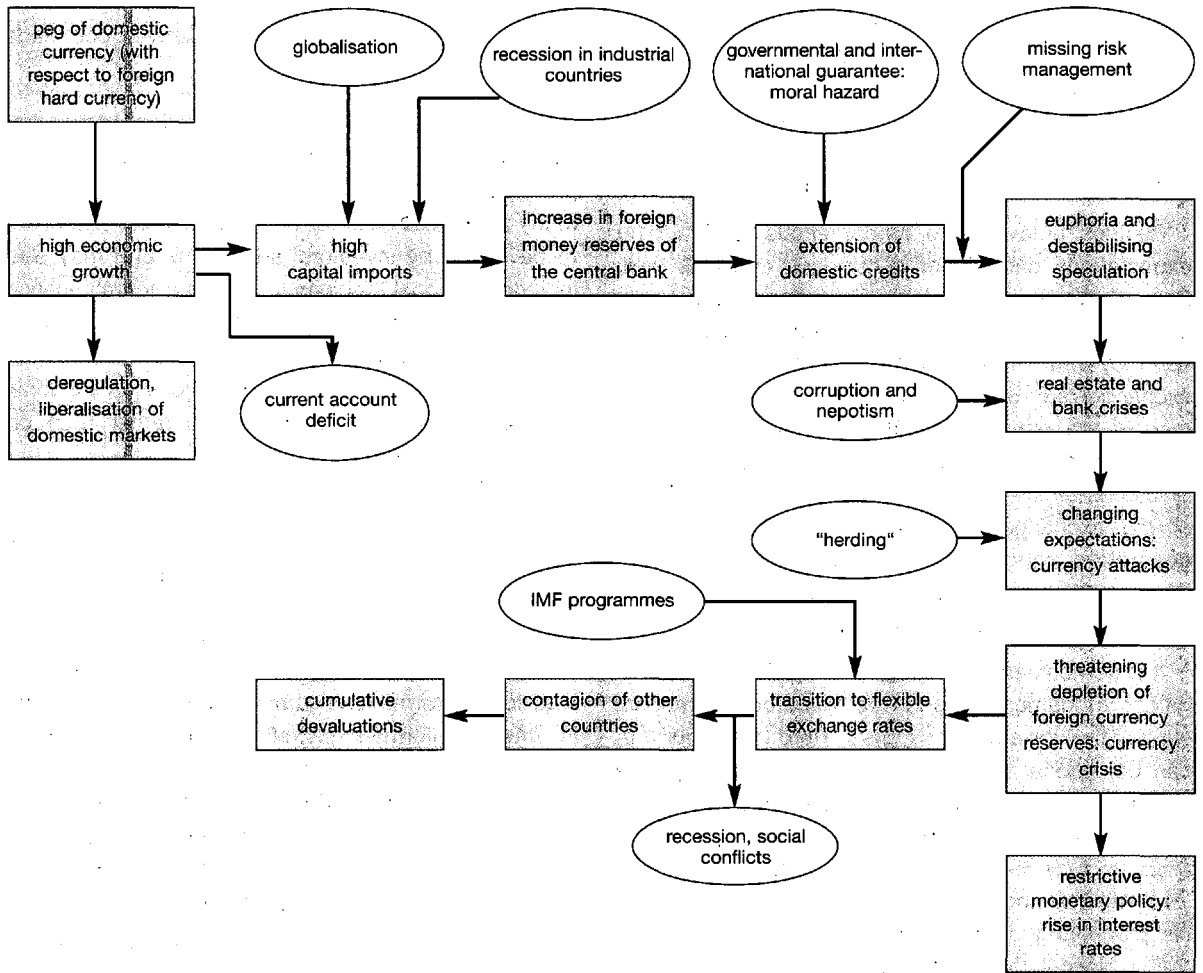 peg of domestic
currency (with
respect to foreign
hard currency)
globalisation
recession in industrial
countries
governmental and inter-
national guarantee:
moral hazard
missing risk
management
high economic
growth
high
capital imports
increase in foreign
money reserves of
the central bank
extension of
domestic credits
euphoria and
destabilising
speculation
deregulation,
liberalisation of
domestic markets
current account
deficit
corruption and
nepotism
real estate and
bank crises
"herding"
changing
expectations:
currency attacks
IMF programmes
cumulative
devaluations
contagion of other
countries
transition to flexible
exchange rates
threatening
depletion of
foreign currency
reserves: currency
crisis
recession, social
conflicts
restrictive
monetary policy:
rise in interest
rates